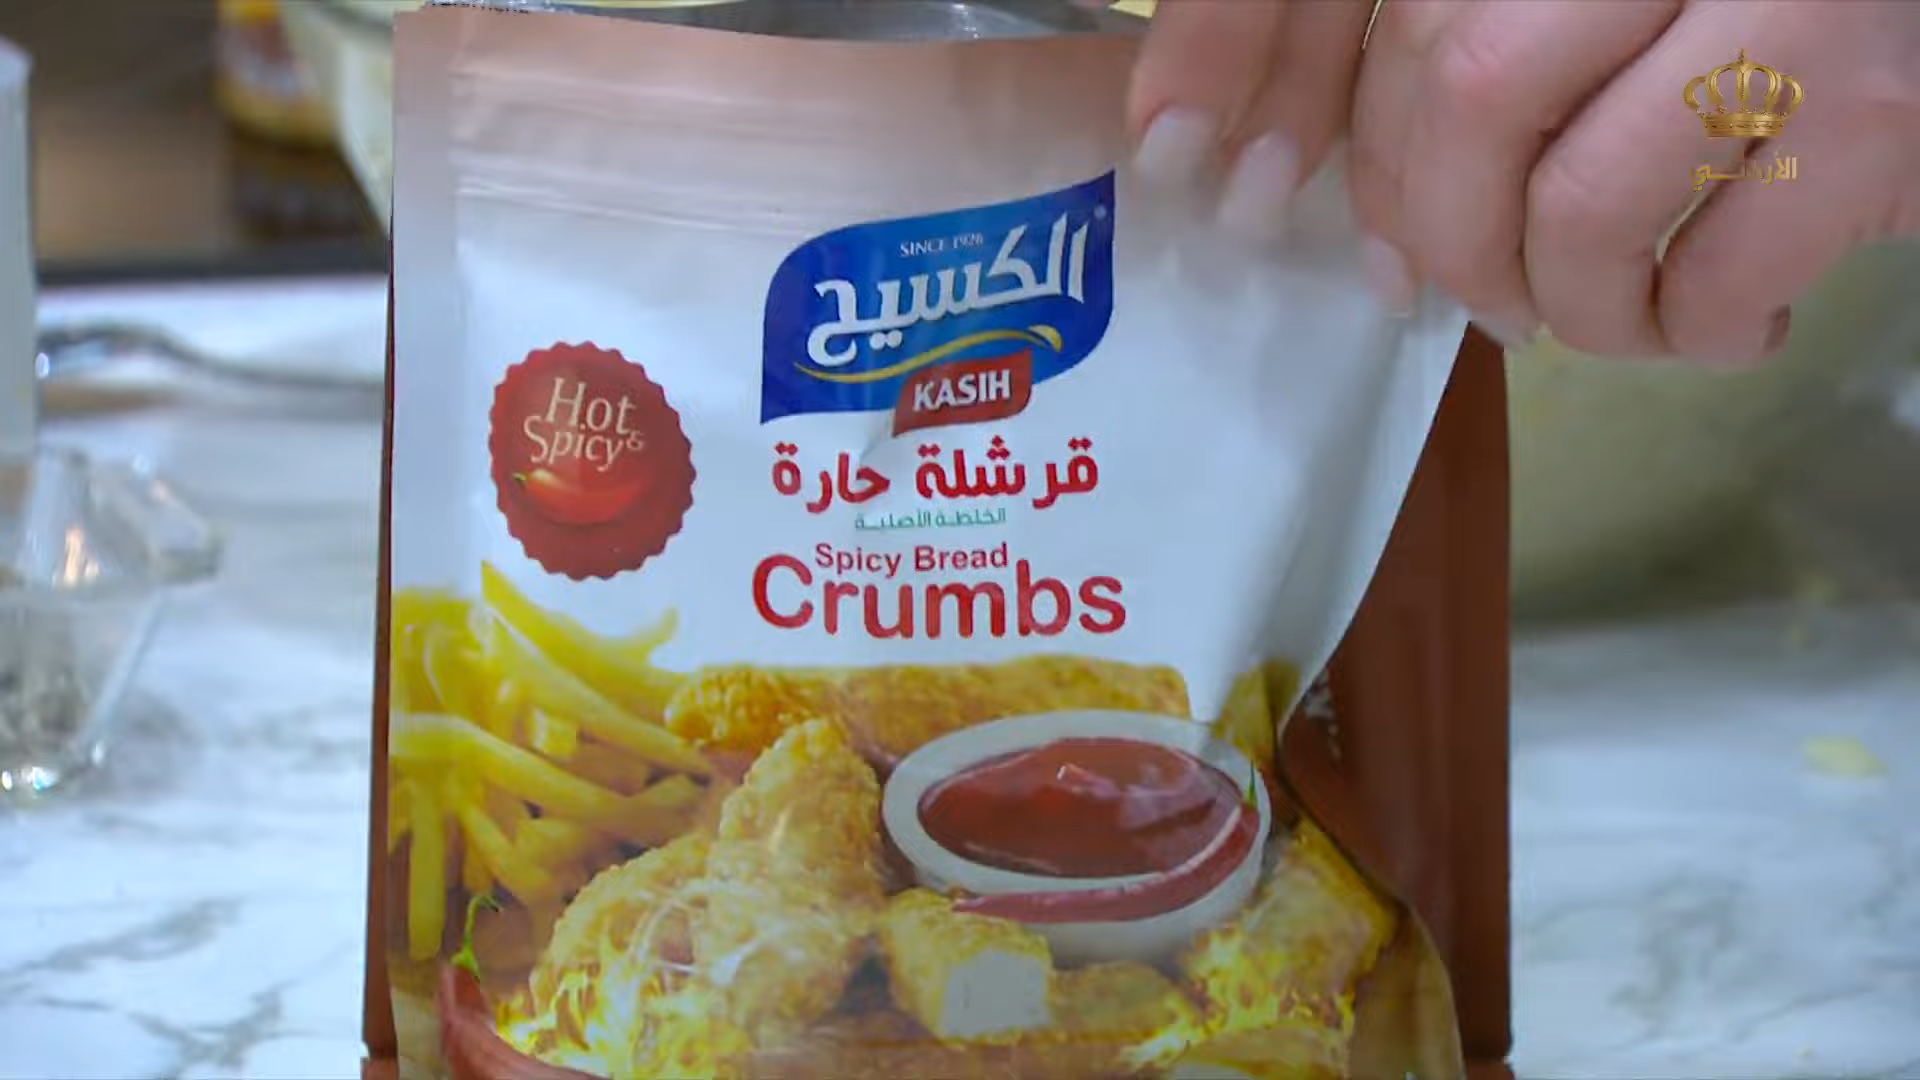 الأردني
SINCE 1926
الكسيح
KASIH
Hot
Spicy &
قرشلة حارة
الخلطة الأصلية
Spicy Bread
Crumbs